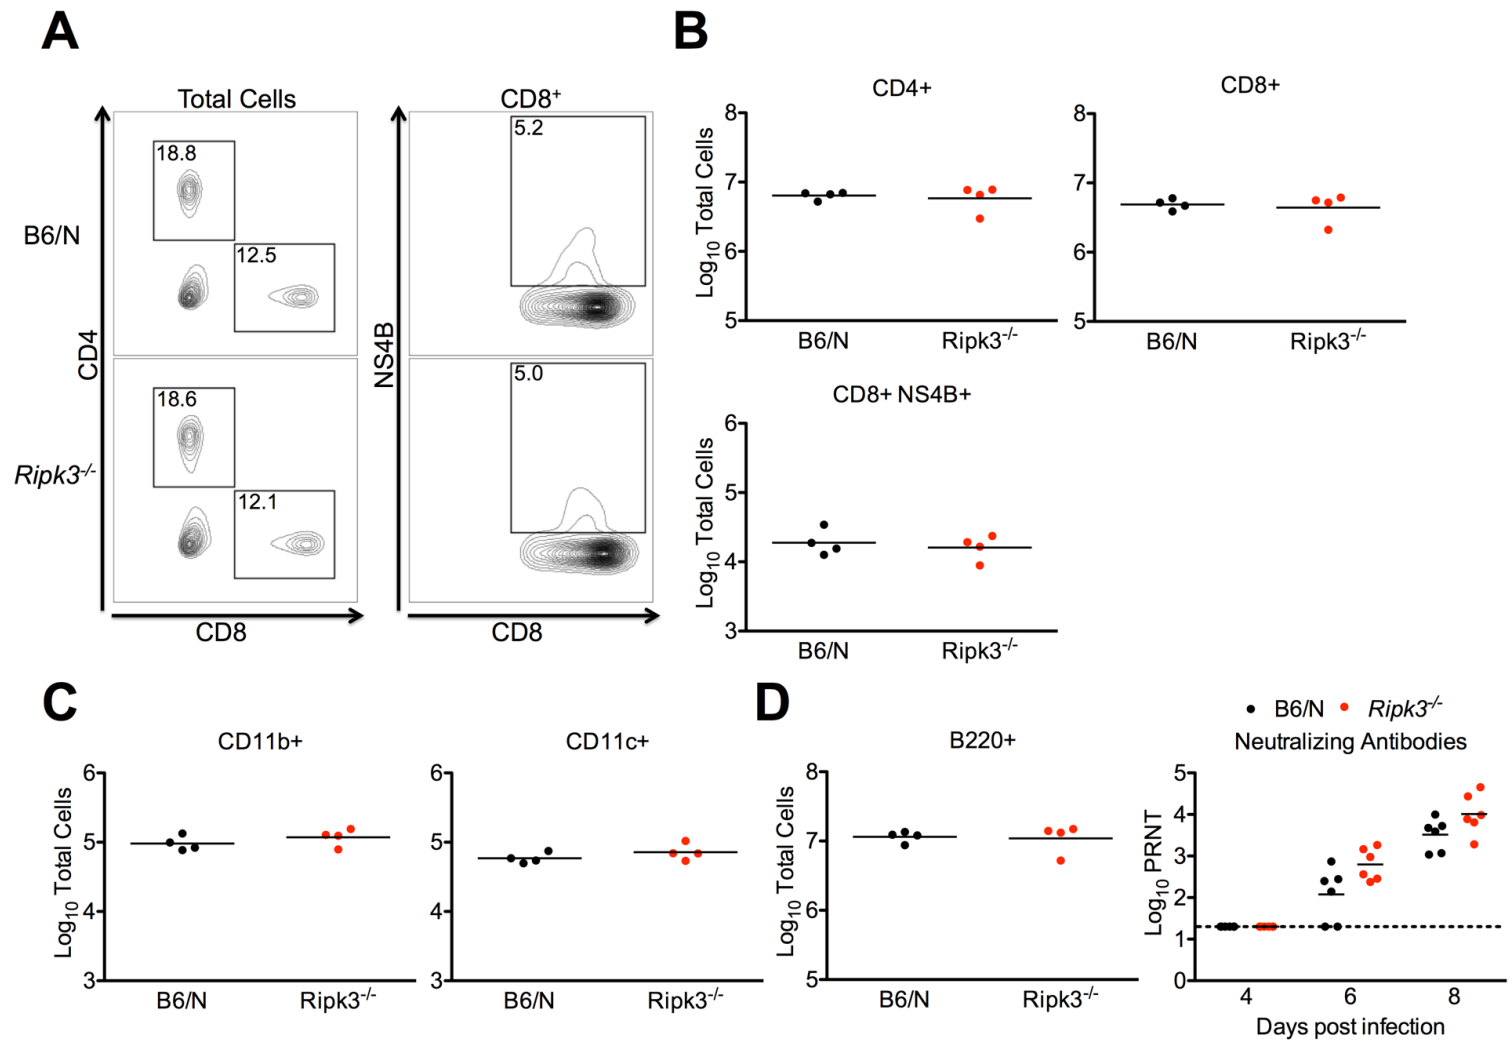 A
Total Cells
CD8⁺
18.8
5.2
B6/N
12.5
CD4
NS4B
5.0
18.6
Ripk3⁻/⁻
12.1
CD8
CD8
B
CD4+
CD8+
Log₁₀ Total Cells
8
7
6
5
B6/N
Ripk3⁻/⁻
8
7
6
5
B6/N
Ripk3⁻/⁻
CD8+ NS4B+
Log₁₀ Total Cells
6
5
4
3
B6/N
Ripk3⁻/⁻
C
CD11b+
Log₁₀ Total Cells
6
5
4
3
B6/N
Ripk3⁻/⁻
CD11c+
6
5
4
3
B6/N
Ripk3⁻/⁻
D
B220+
Log₁₀ Total Cells
8
7
6
5
B6/N
Ripk3⁻/⁻
B6/N
Ripk3⁻/⁻
Neutralizing Antibodies
Log₁₀ PRNT
5
4
3
2
1
0
4
6
8
Days post infection